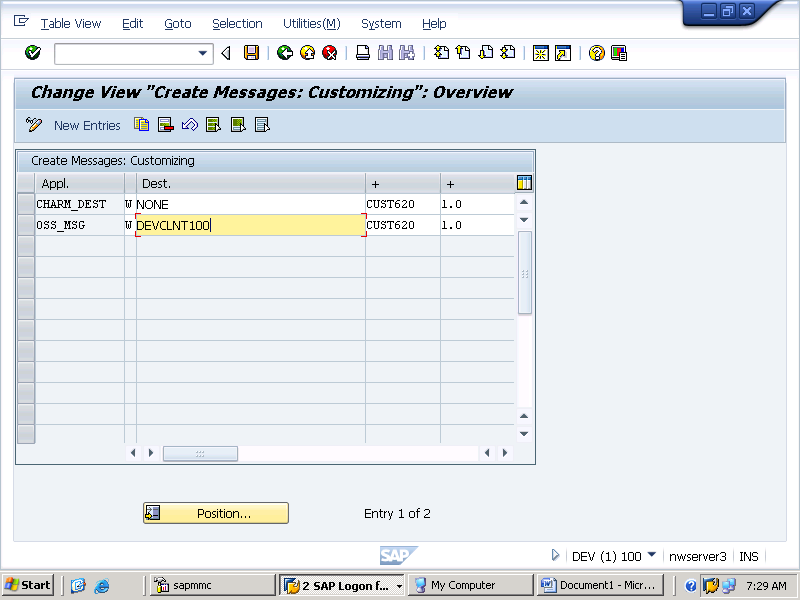 Table View Edit Goto Selection Utilities(M) System Help
Change View "Create Messages: Customizing": Overview
New Entries
Create Messages: Customizing
Appl. Dest. + +
CHARM_DEST W NONE CUST620 1.0
OSS_MSG W DEVCLNT100 CUST620 1.0
Position... Entry 1 of 2
SAP
DEV (1) 100 nwserver3 INS
Start sapmmc 2 SAP Logon f... My Computer Document1 - Micr... 7:29 AM